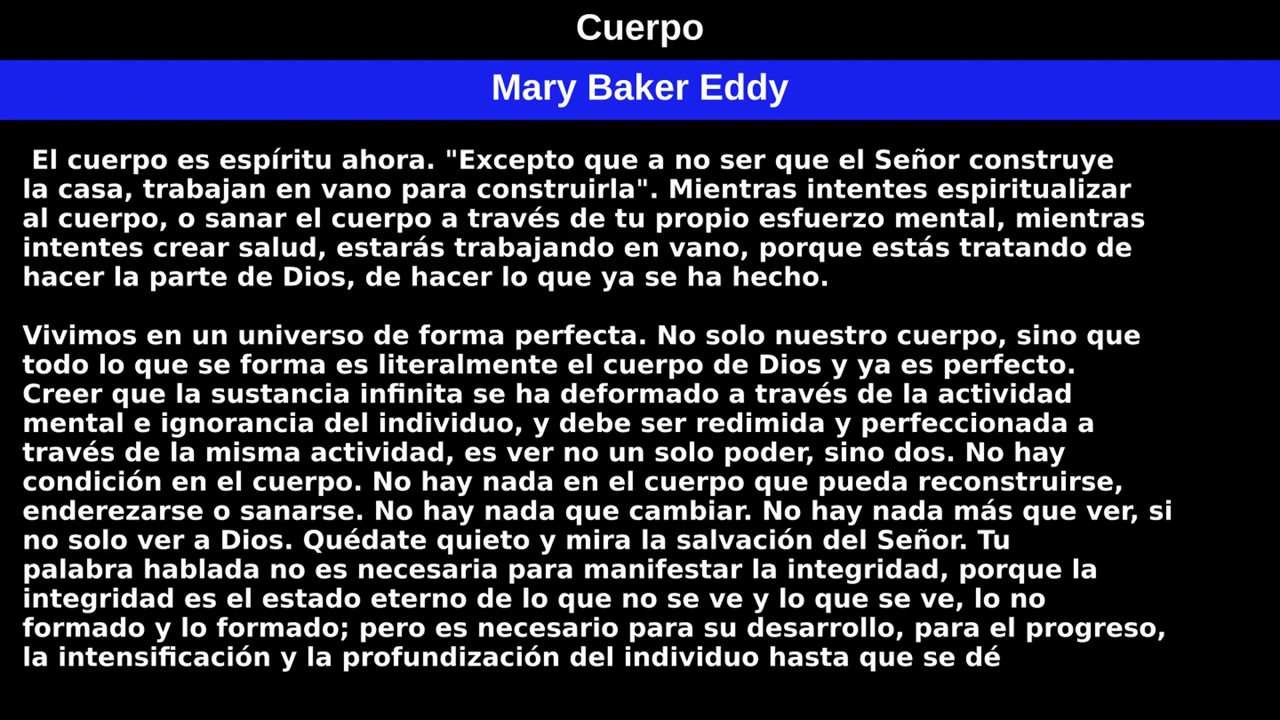 Cuerpo
Mary Baker Eddy
El cuerpo es espíritu ahora. "Excepto que a no ser que el Señor construye
la casa, trabajan en vano para construirla". Mientras intentes espiritualizar
al cuerpo, o sanar el cuerpo a través de tu propio esfuerzo mental, mientras
intentes crear salud, estarás trabajando en vano, porque estás tratando de
hacer la parte de Dios, de hacer lo que ya se ha hecho.
Vivimos en un universo de forma perfecta. No solo nuestro cuerpo, sino que
todo lo que se forma es literalmente el cuerpo de Dios y ya es perfecto.
Creer que la sustancia infinita se ha deformado a través de la actividad
mental e ignorancia del individuo, y debe ser redimida y perfeccionada a
través de la misma actividad, es ver no un solo poder, sino dos. No hay
condición en el cuerpo. No hay nada en el cuerpo que pueda reconstruirse,
enderezarse o sanarse. No hay nada que cambiar. No hay nada más que ver, si
no solo ver a Dios. Quédate quieto y mira la salvación del Señor. Tu
palabra hablada no es necesaria para manifestar la integridad, porque la
integridad es el estado eterno de lo que no se ve y lo que se ve, lo no
formado y lo formado; pero es necesario para su desarrollo, para el progreso,
la intensificación y la profundización del individuo hasta que se dé